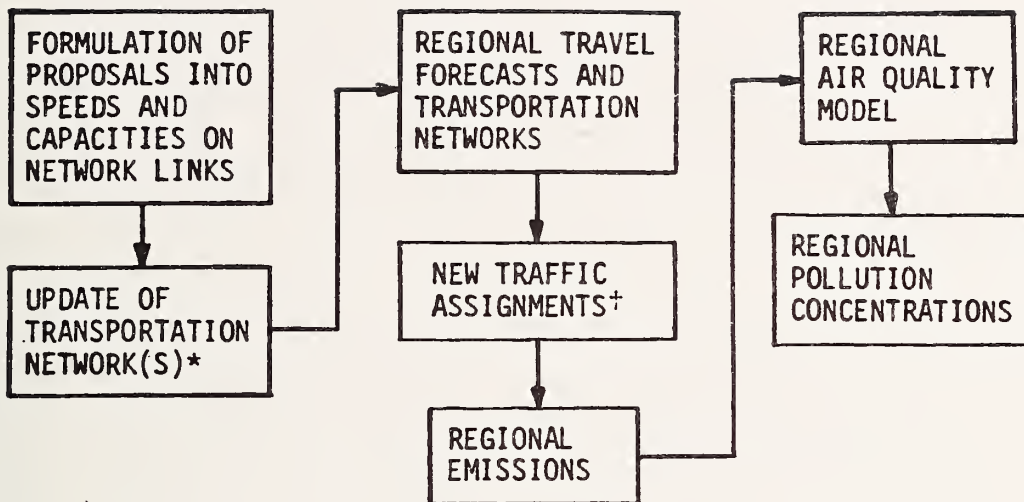 FORMULATION OF
PROPOSALS INTO
SPEEDS AND
CAPACITIES ON
NETWORK LINKS
UPDATE OF
TRANSPORTATION
NETWORK(S)*
REGIONAL TRAVEL
FORECASTS AND
TRANSPORTATION
NETWORKS
NEW TRAFFIC
ASSIGNMENTS†
REGIONAL
EMISSIONS
REGIONAL
AIR QUALITY
MODEL
REGIONAL
POLLUTION
CONCENTRATIONS